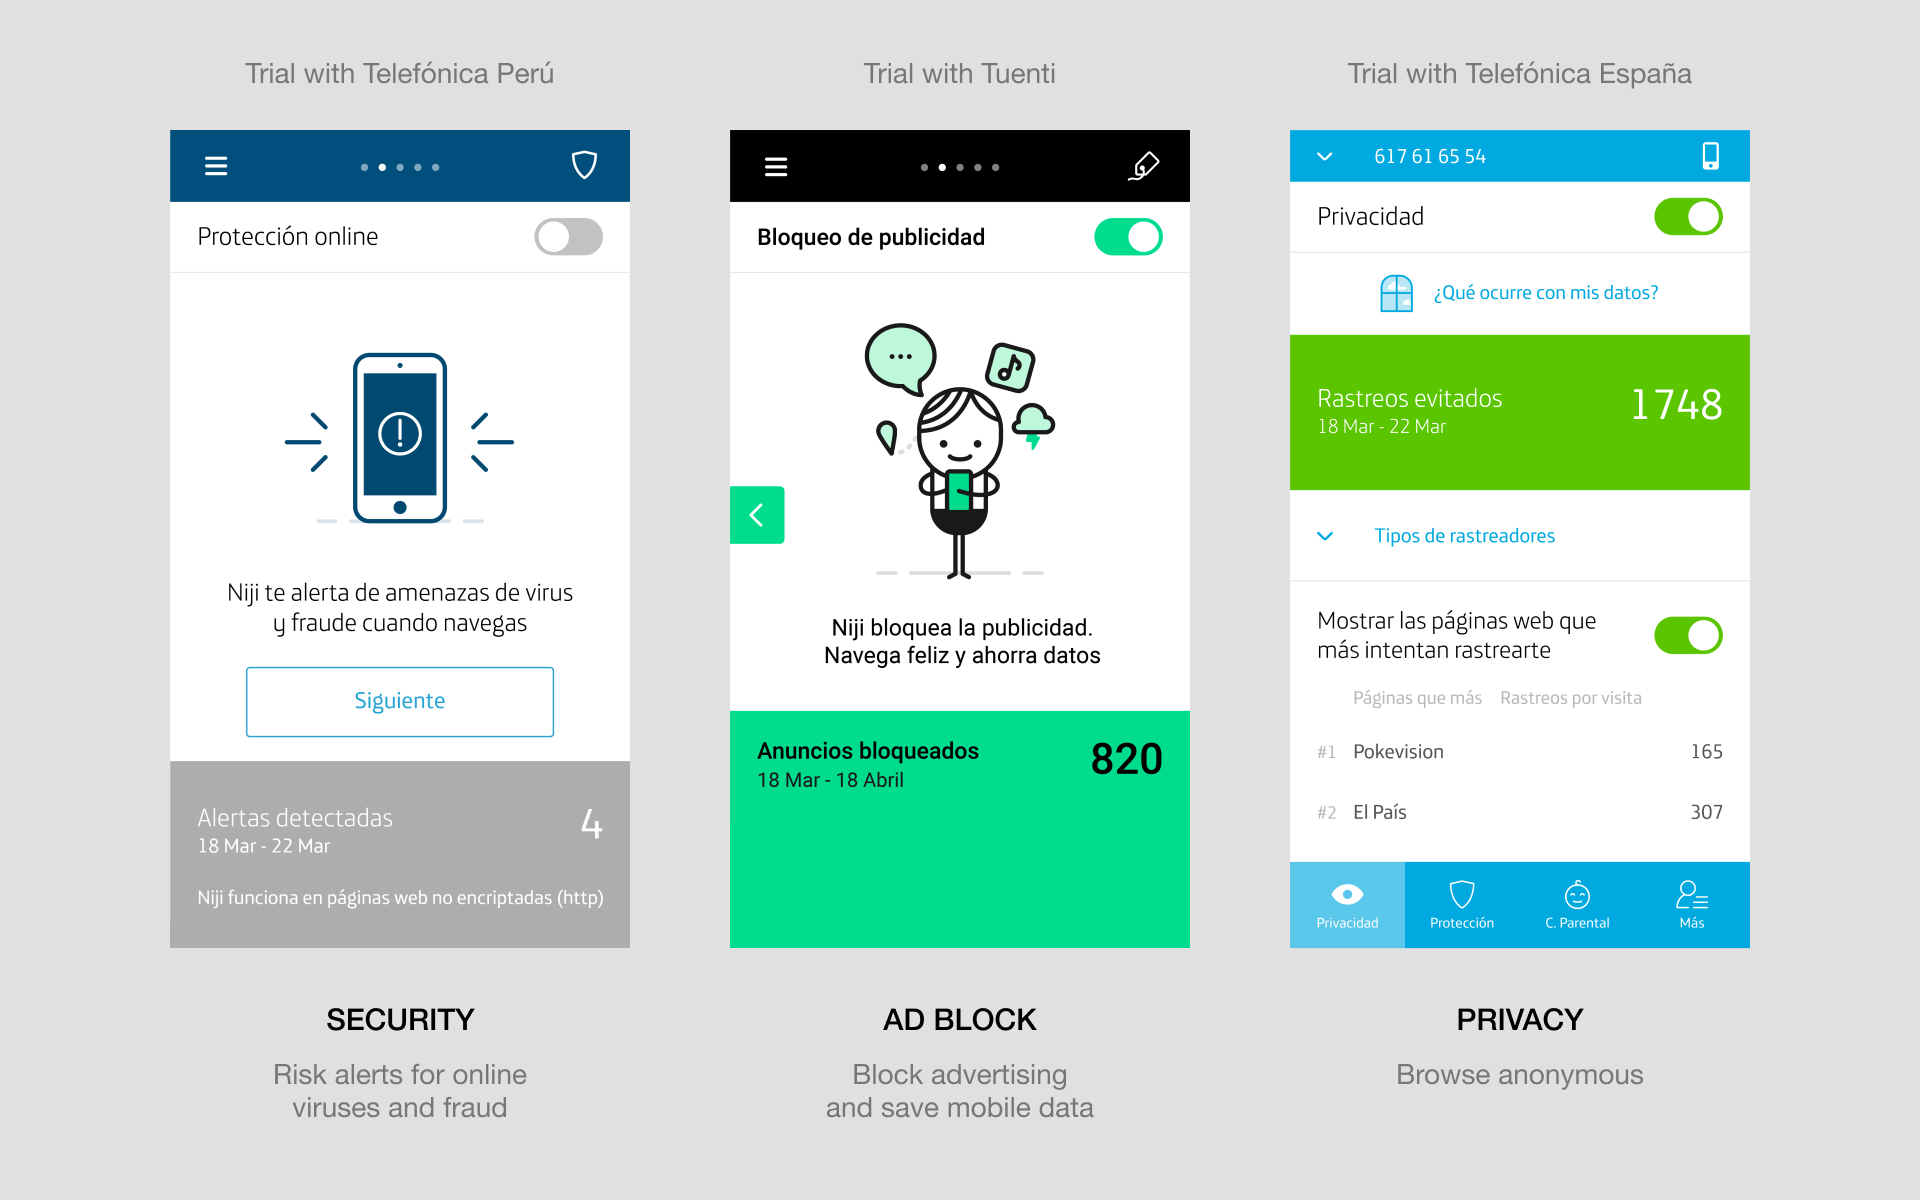 Trial with Telefónica Perú
Protección online
Niji te alerta de amenazas de virus
y fraude cuando navegas
Siguiente
Alertas detectadas
4
18 Mar - 22 Mar
Niji funciona en páginas web no encriptadas (http)
SECURITY
Risk alerts for online
viruses and fraud
Trial with Tuenti
Bloqueo de publicidad
Niji bloquea la publicidad.
Navega feliz y ahorra datos
Anuncios bloqueados
820
18 Mar - 18 Abril
AD BLOCK
Block advertising
and save mobile data
Trial with Telefónica España
617 61 65 54
Privacidad
¿Qué ocurre con mis datos?
Rastreos evitados
1748
18 Mar - 22 Mar
Tipos de rastreadores
Mostrar las páginas web que
más intentan rastrearte
Páginas que más Rastreos por visita
#1 Pokevision 165
#2 El País 307
Privacidad Protección C. Parental Más
PRIVACY
Browse anonymous